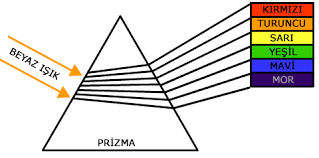 BEYAZ IŞIK
KIRMIZI
TURUNCU
SARI
YEŞİL
MAVİ
MOR
PRİZMA